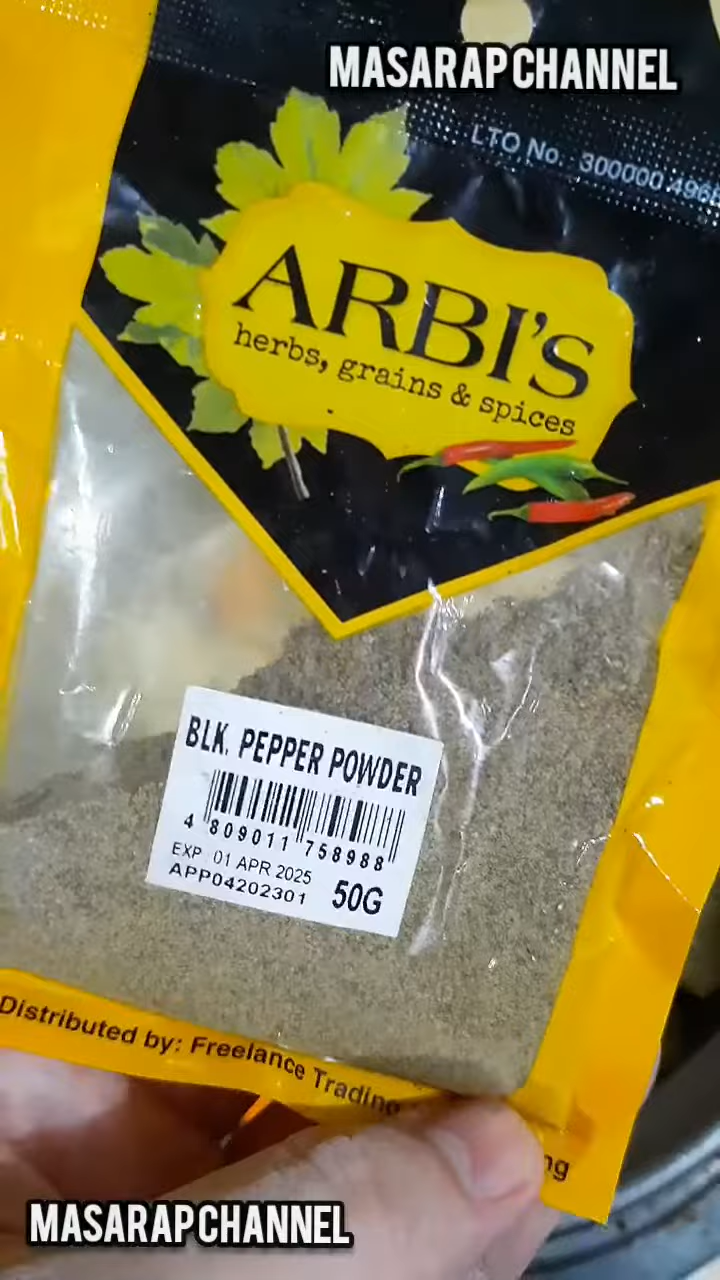 MASARAP CHANNEL
LTO No. 300000.496
ARBI'S
herbs, grains & spices
BLK. PEPPER POWDER
4 809011 758988
EXP 01 APR 2025
APP04202301 50G
Distributed by: Freelance Trading
MASARAP CHANNEL